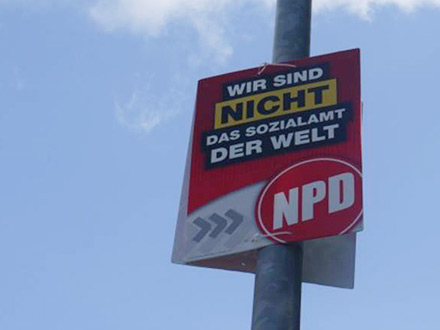 WIR SIND
NICHT
DAS SOZIALAMT
DER WELT
NPD